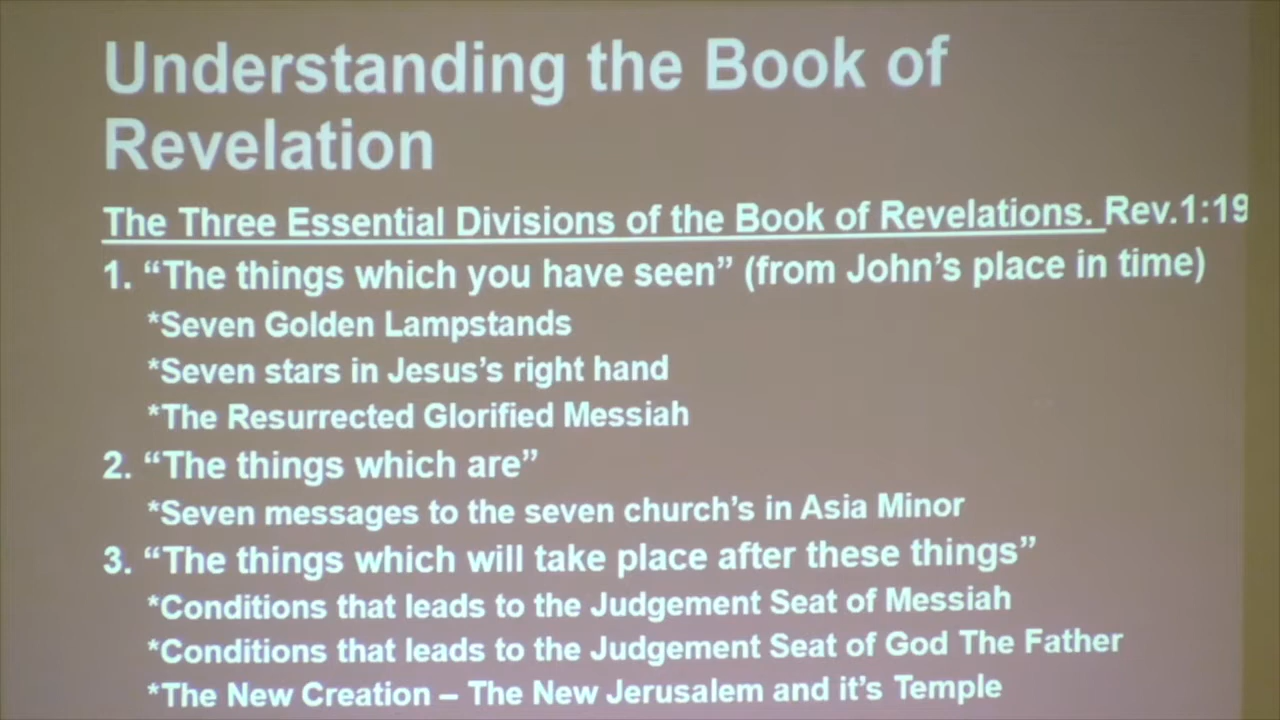 Understanding the Book of
Revelation
The Three Essential Divisions of the Book of Revelations. Rev.1:19
1. “The things which you have seen” (from John’s place in time)
*Seven Golden Lampstands
*Seven stars in Jesus’s right hand
*The Resurrected Glorified Messiah
2. “The things which are”
*Seven messages to the seven church’s in Asia Minor
3. “The things which will take place after these things”
*Conditions that leads to the Judgement Seat of Messiah
*Conditions that leads to the Judgement Seat of God The Father
*The New Creation – The New Jerusalem and it’s Temple